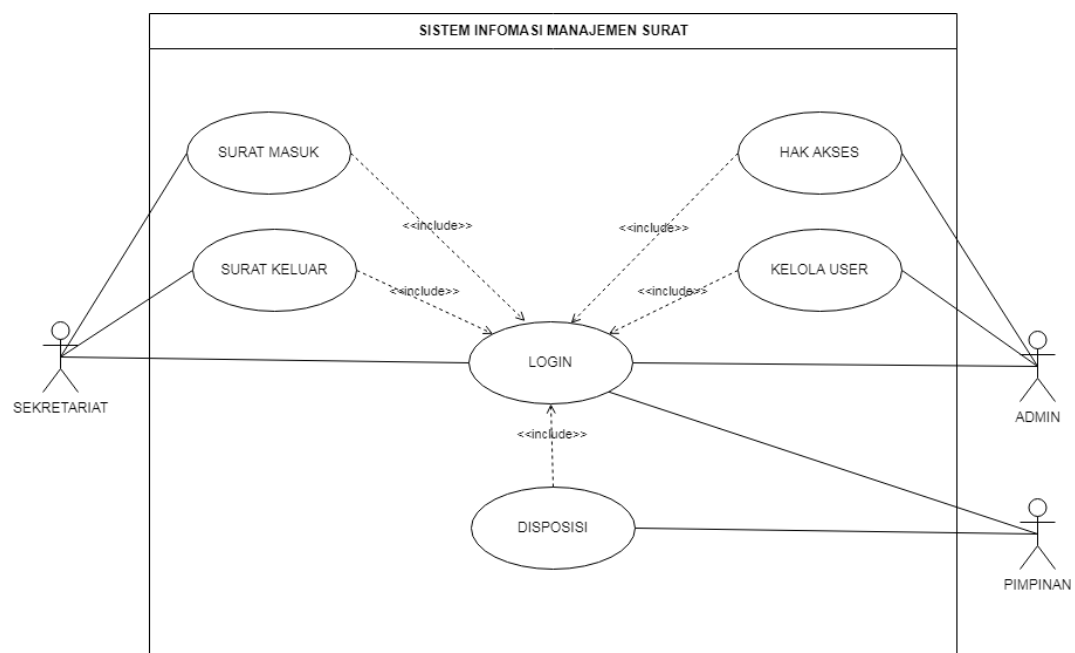 SISTEM INFOMASI MANAJEMEN SURAT
SURAT MASUK
HAK AKSES
<<include>>
<<include>>
SURAT KELUAR
KELOLA USER
<<include>>
<<include>>
LOGIN
SEKRETARIAT
ADMIN
<<include>>
DISPOSISI
PIMPINAN